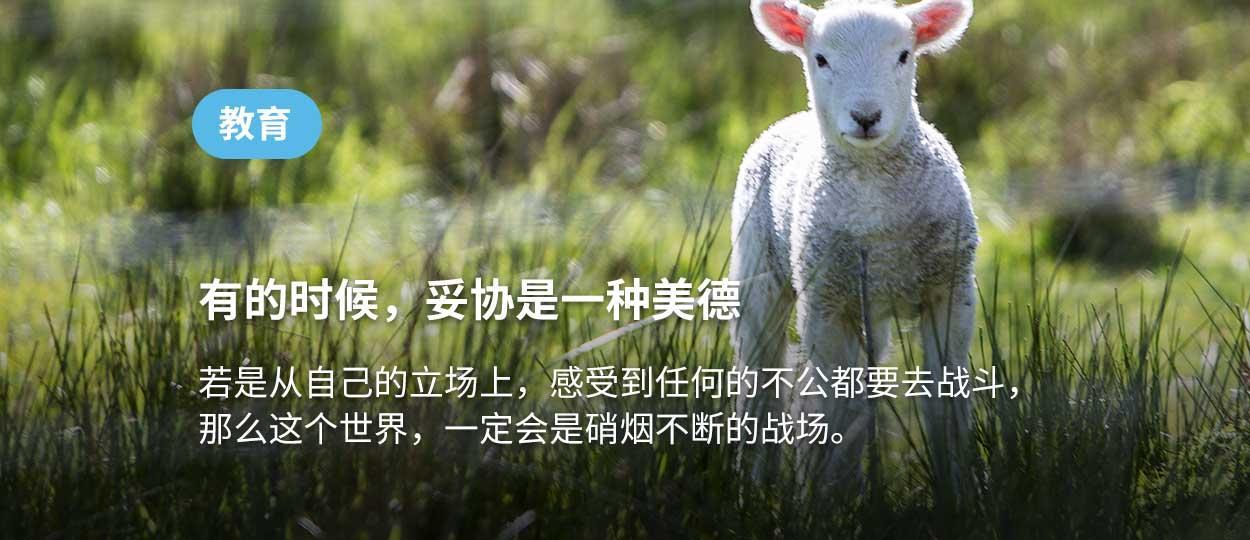 教育
有的时候，妥协是一种美德
若是从自己的立场上，感受到任何的不公都要去战斗，
那么这个世界，一定会是硝烟不断的战场。